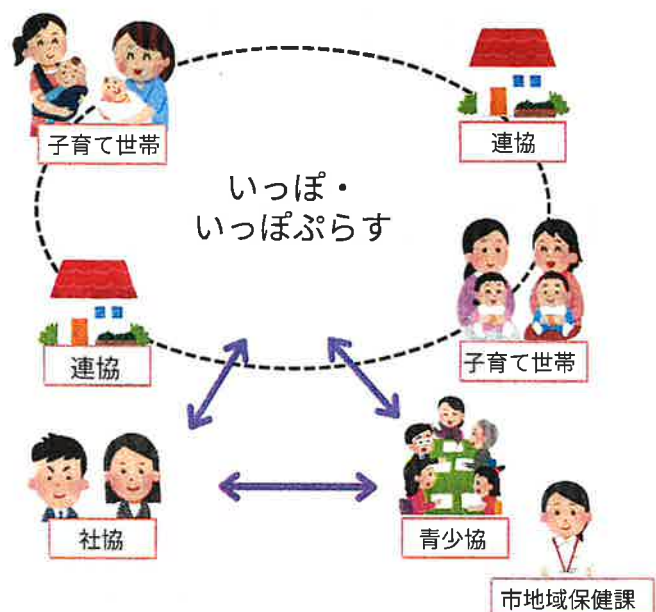 子育て世帯
連協
いっぽ・
いっぽぷらす
連協
子育て世帯
社協
青少協
市地域保健課